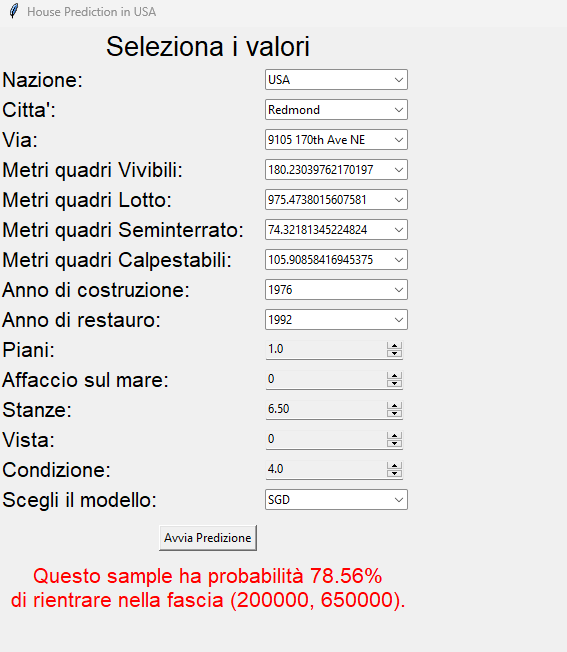 House Prediction in USA
Seleziona i valori
Nazione: USA
Citta': Redmond
Via: 9105 170th Ave NE
Metri quadri Vivibili: 180.23039762170197
Metri quadri Lotto: 975.4738015607581
Metri quadri Seminterrato: 74.32181345224824
Metri quadri Calpestabili: 105.90858416945375
Anno di costruzione: 1976
Anno di restauro: 1992
Piani: 1.0
Affaccio sul mare: 0
Stanze: 6.50
Vista: 0
Condizione: 4.0
Scegli il modello: SGD
Avvia Predizione
Questo sample ha probabilità 78.56%
di rientrare nella fascia (200000, 650000).